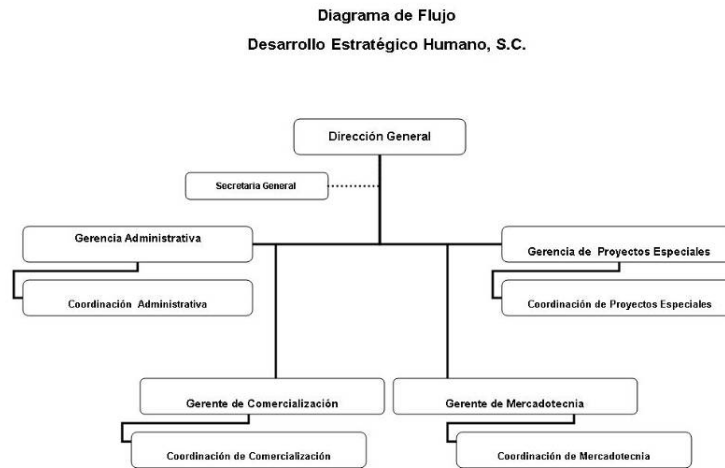 Diagrama de Flujo
Desarrollo Estratégico Humano, S.C.
Dirección General
Secretaria General
Gerencia Administrativa
Gerencia de Proyectos Especiales
Coordinación Administrativa
Coordinación de Proyectos Especiales
Gerente de Comercialización
Gerente de Mercadotecnia
Coordinación de Comercialización
Coordinación de Mercadotecnia